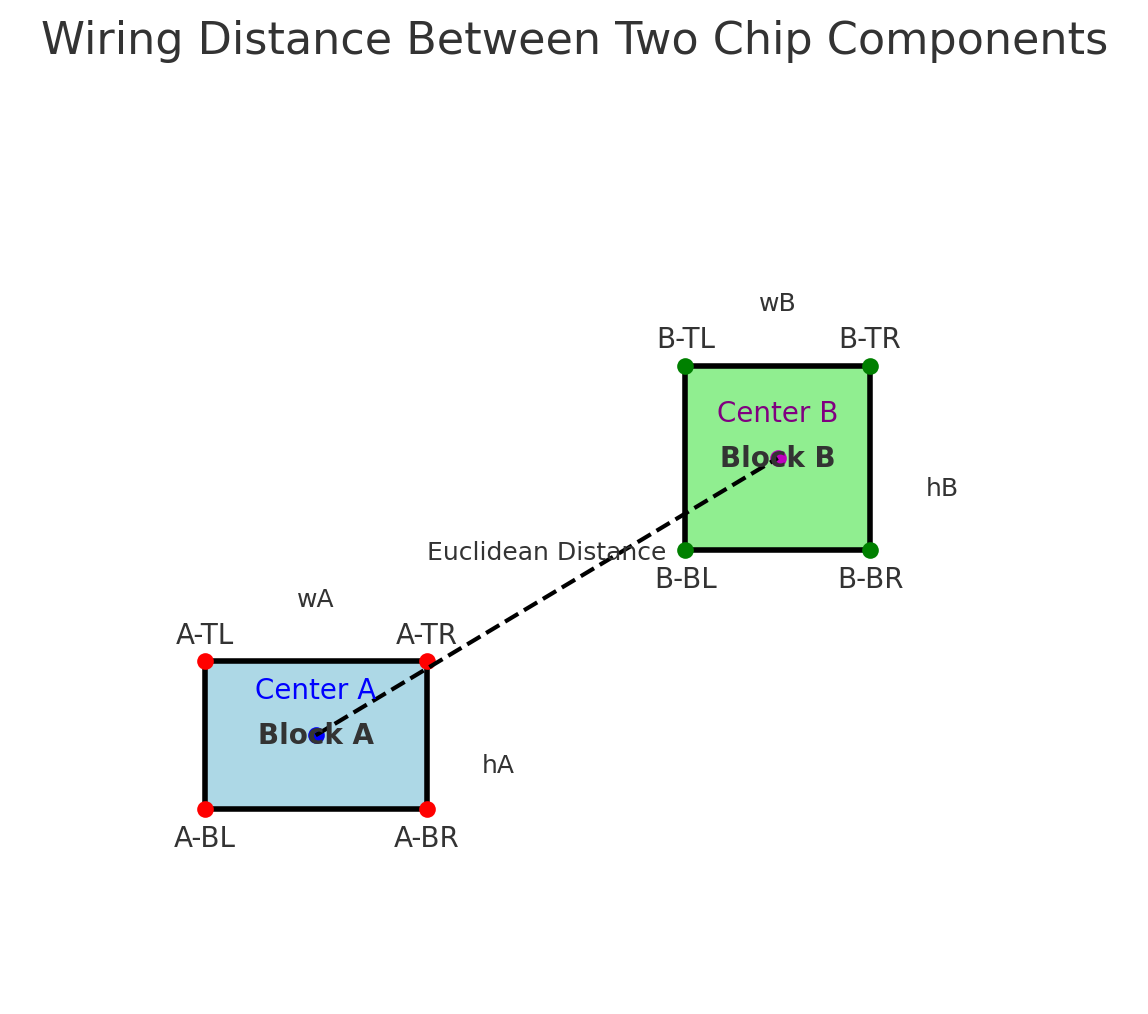 Wiring Distance Between Two Chip Components
wB
B-TL
B-TR
Center B
Block B
hB
Euclidean Distance
B-BL
B-BR
wA
A-TL
A-TR
Center A
Block A
hA
A-BL
A-BR